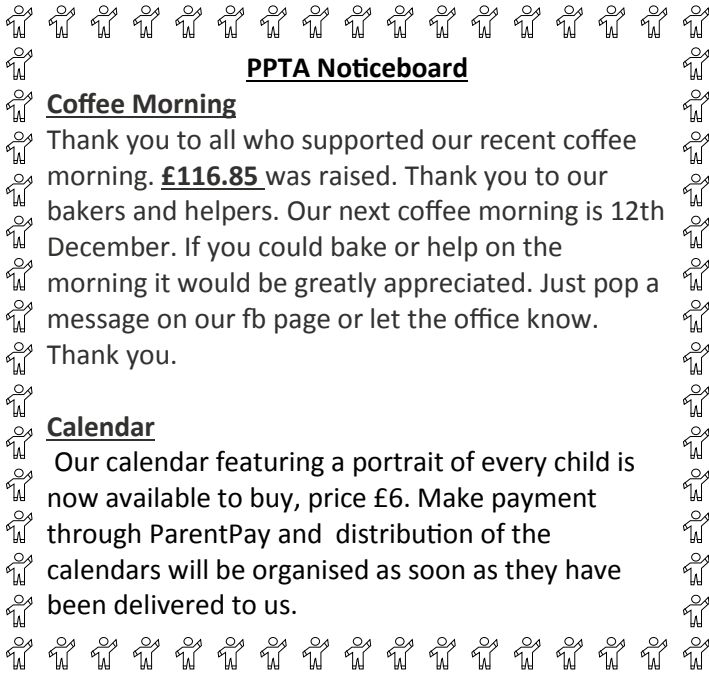 PPTA Noticeboard
Coffee Morning
Thank you to all who supported our recent coffee
morning. £116.85 was raised. Thank you to our
bakers and helpers. Our next coffee morning is 12th
December. If you could bake or help on the
morning it would be greatly appreciated. Just pop a
message on our fb page or let the office know.
Thank you.
Calendar
Our calendar featuring a portrait of every child is
now available to buy, price £6. Make payment
through ParentPay and  distribution of the
calendars will be organised as soon as they have
been delivered to us.